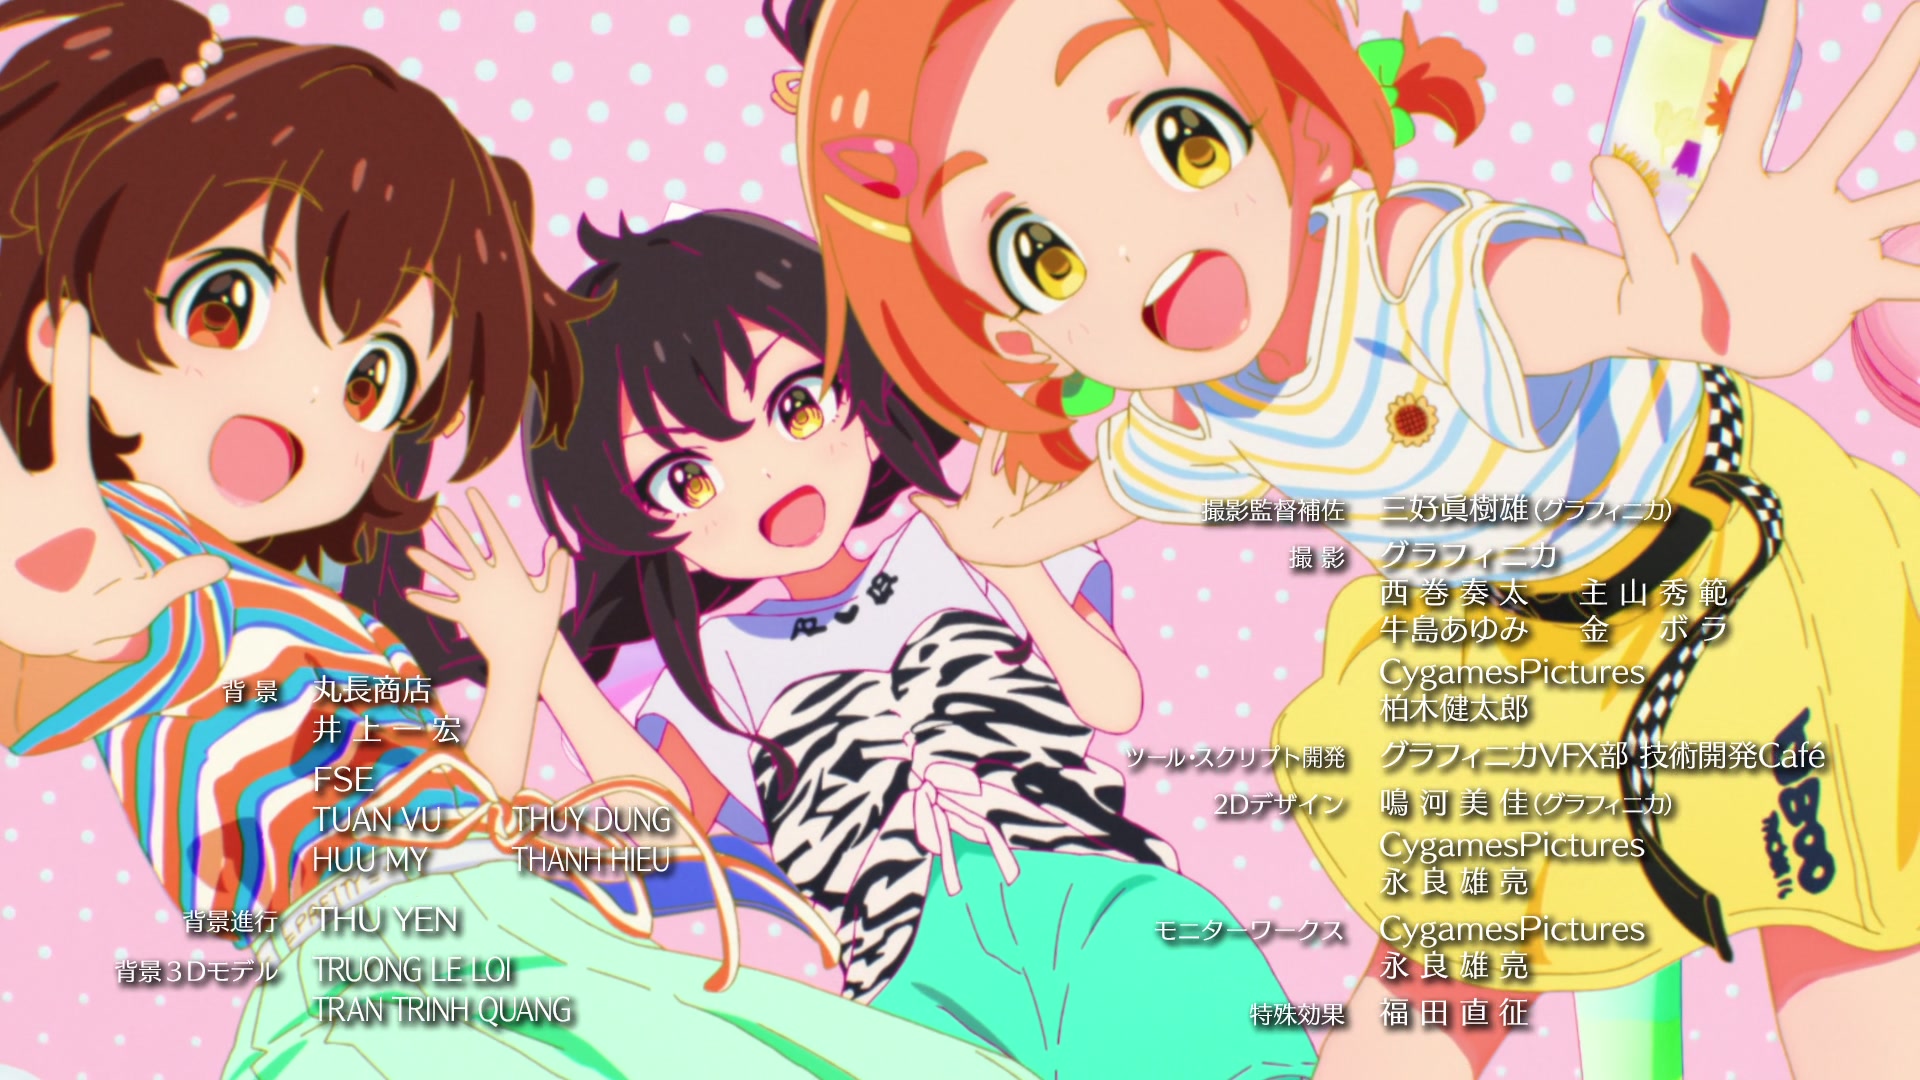 背景 丸長商店
井上一宏
FSE
TUAN VU THUY DUNG
HUU MY THANH HIEU
背景進行 THU YEN
背景3Dモデル TRUONG LE LOI
TRAN TRINH QUANG
撮影監督補佐 三好眞樹雄(グラフィニカ)
撮影 グラフィニカ
西巻奏太 主山秀範
牛島あゆみ 金ボラ
CygamesPictures
柏木健太郎
ツール・スクリプト開発 グラフィニカVFX部 技術開発Café
2Dデザイン 鳴河美佳(グラフィニカ)
CygamesPictures
永良雄亮
モニターワークス CygamesPictures
永良雄亮
特殊効果 福田直征